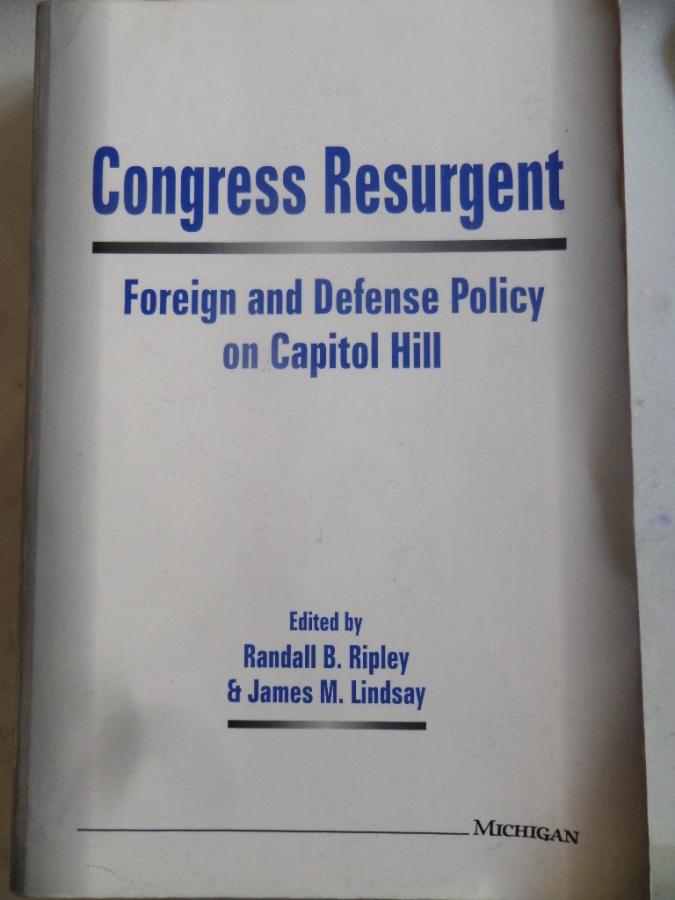 Congress Resurgent
Foreign and Defense Policy
on Capitol Hill
Edited by
Randall B. Ripley
& James M. Lindsay
MICHIGAN